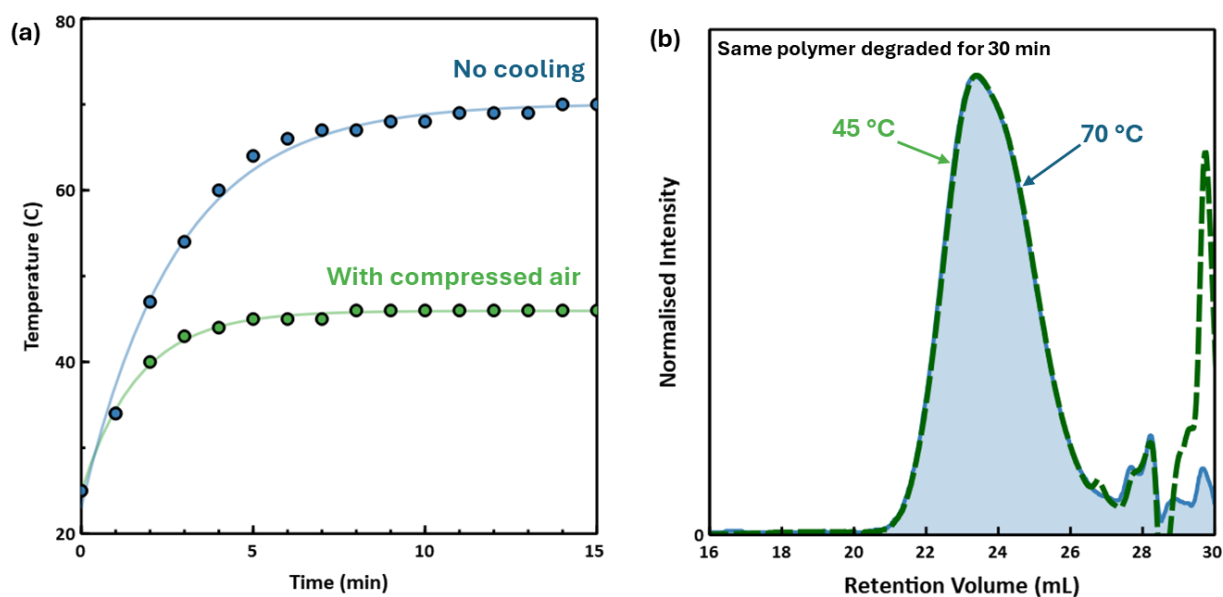 (a)
80
60
40
20
0
5
10
15
Temperature (C)
Time (min)
No cooling
With compressed air
(b)
Same polymer degraded for 30 min
45 °C
70 °C
Normalised Intensity
0
16
18
20
22
24
26
28
30
Retention Volume (mL)